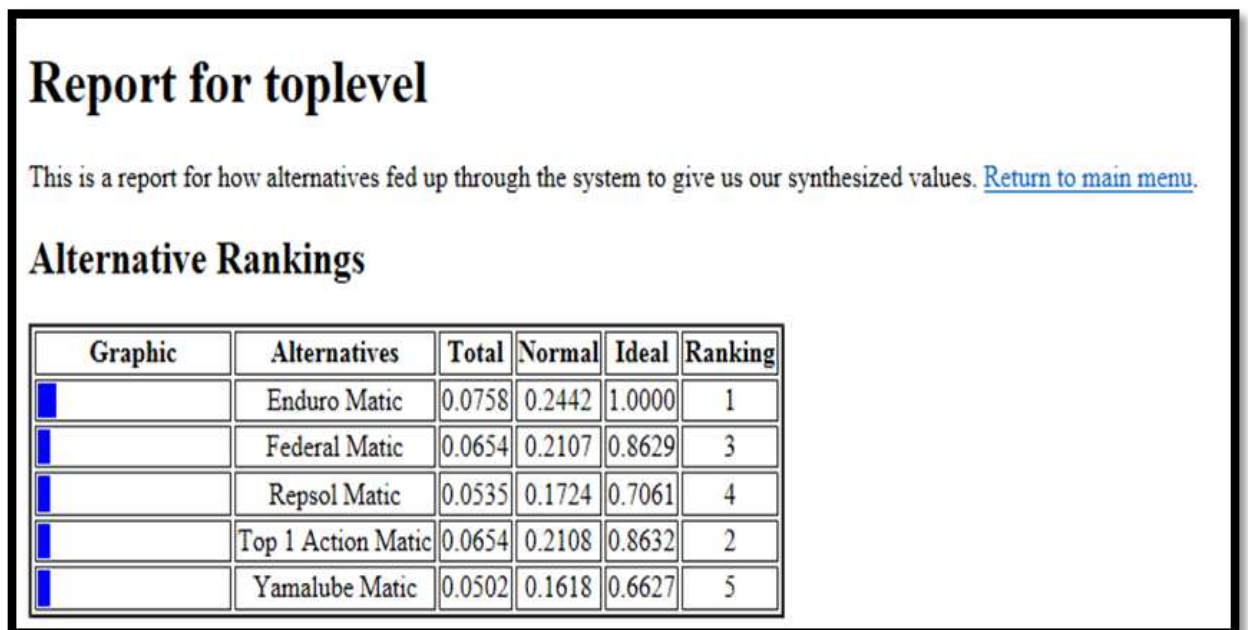 Report for toplevel
This is a report for how alternatives fed up through the system to give us our synthesized values. Return to main menu.
Alternative Rankings
Graphic Alternatives Total Normal Ideal Ranking
Enduro Matic 0.0758 0.2442 1.0000 1
Federal Matic 0.0654 0.2107 0.8629 3
Repsol Matic 0.0535 0.1724 0.7061 4
Top 1 Action Matic 0.0654 0.2108 0.8632 2
Yamalube Matic 0.0502 0.1618 0.6627 5